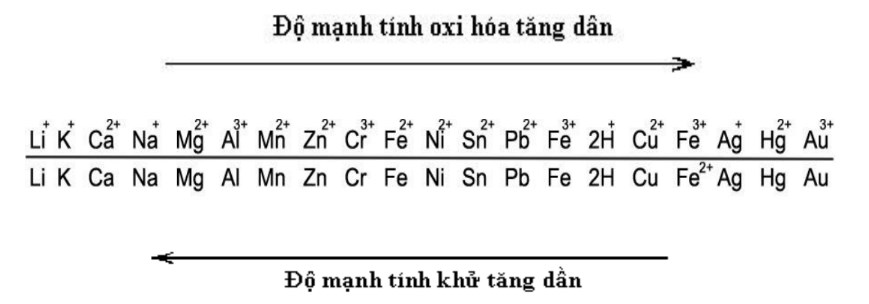 Độ mạnh tính oxi hóa tăng dần
Li⁺ K⁺ Ca²⁺ Na⁺ Mg²⁺ Al³⁺ Mn²⁺ Zn²⁺ Cr³⁺ Fe²⁺ Ni²⁺ Sn²⁺ Pb²⁺ Fe³⁺ 2H⁺ Cu²⁺ Fe³⁺ Ag⁺ Hg²⁺ Au³⁺
Li K Ca Na Mg Al Mn Zn Cr Fe Ni Sn Pb Fe 2H Cu Fe²⁺ Ag Hg Au
Độ mạnh tính khử tăng dần